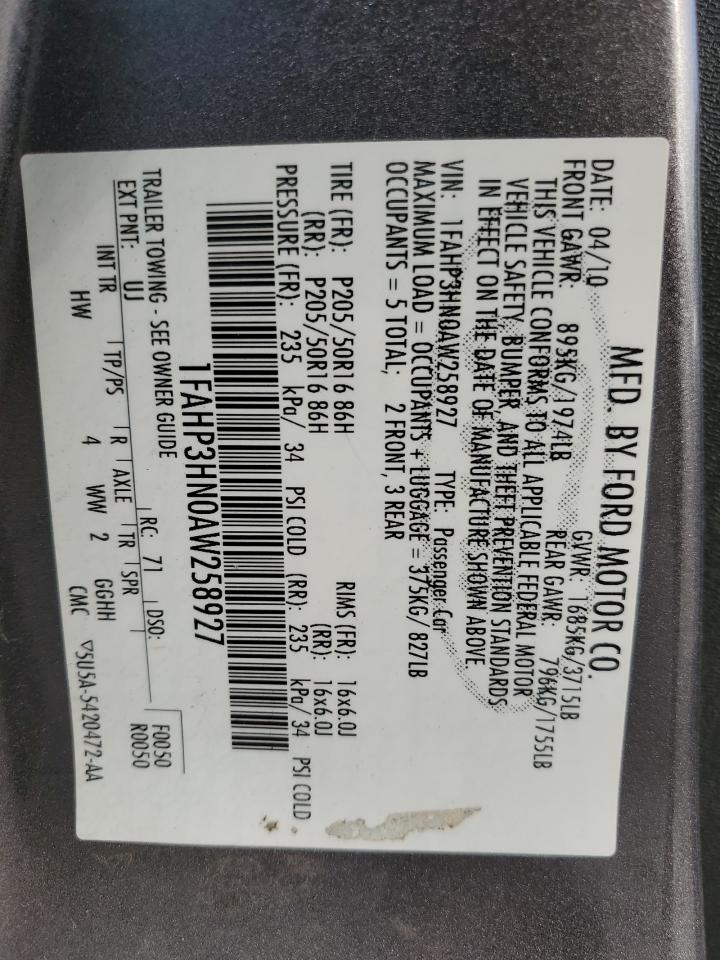 MFD. BY FORD MOTOR CO.
DATE: 04/10 GVWR: 1685KG/3715LB
FRONT GAWR: 895KG/1974LB REAR GAWR: 796KG/1755LB
THIS VEHICLE CONFORMS TO ALL APPLICABLE FEDERAL MOTOR
VEHICLE SAFETY, BUMPER, AND THEFT PREVENTION STANDARDS
IN EFFECT ON THE DATE OF MANUFACTURE SHOWN ABOVE.
VIN: 1FAHP3HN0AW258927 TYPE: Passenger Car
MAXIMUM LOAD = OCCUPANTS + LUGGAGE = 375KG/ 827LB
OCCUPANTS = 5 TOTAL; 2 FRONT, 3 REAR
TIRE (FR): P205/50R16 86H RIMS (FR): 16x6.0J
(RR): P205/50R16 86H (RR): 16x6.0J
PRESSURE (FR): 235 kPa/ 34 PSI COLD (RR): 235 kPa/ 34 PSI COLD
1FAHP3HN0AW258927
TRAILER TOWING - SEE OWNER GUIDE
EXT PNT: UJ RC: 71 DSO: F0050
R0050
INT TR TP/PS R AXLE TR SPR
HW 4 WW 2 GGHH
CMC ▽5U5A-5420472-AA